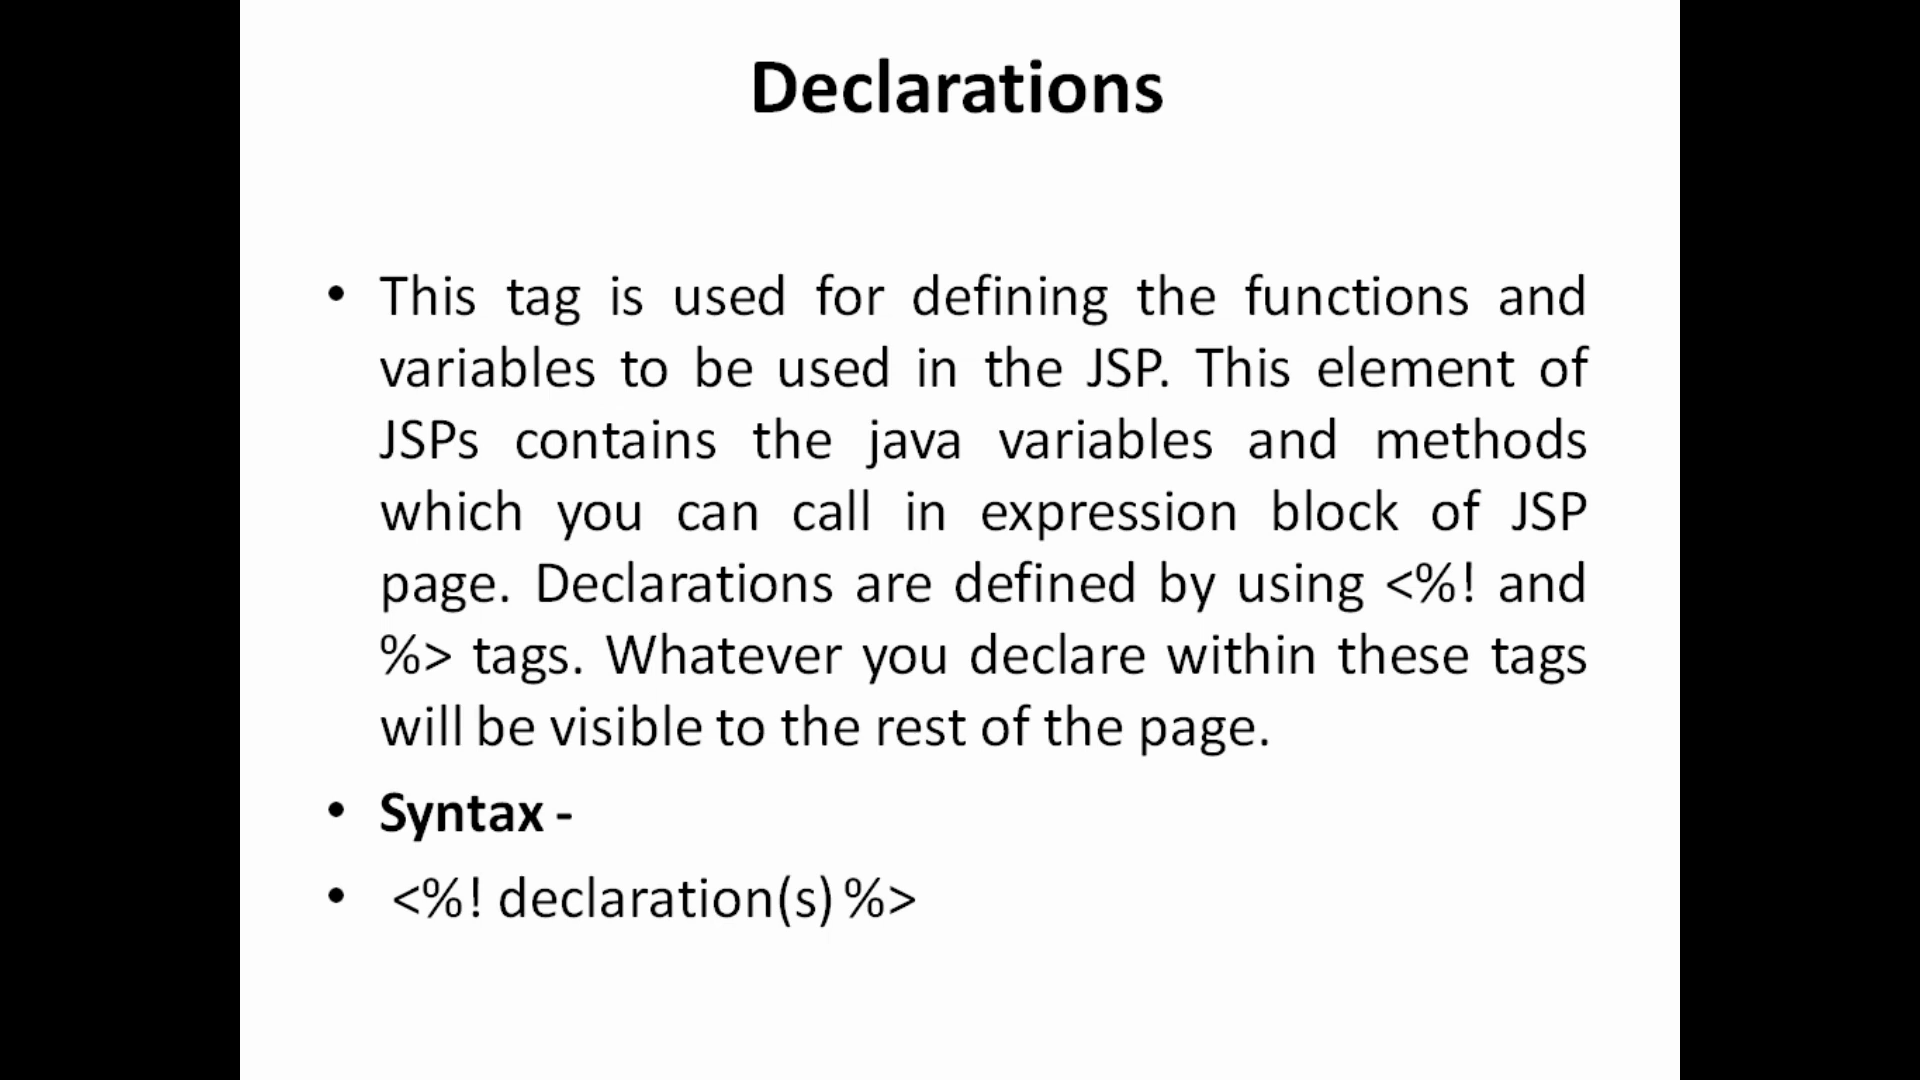 Declarations
• This tag is used for defining the functions and
variables to be used in the JSP. This element of
JSPs contains the java variables and methods
which you can call in expression block of JSP
page. Declarations are defined by using <%! and
%> tags. Whatever you declare within these tags
will be visible to the rest of the page.
• Syntax -
• <%! declaration(s) %>